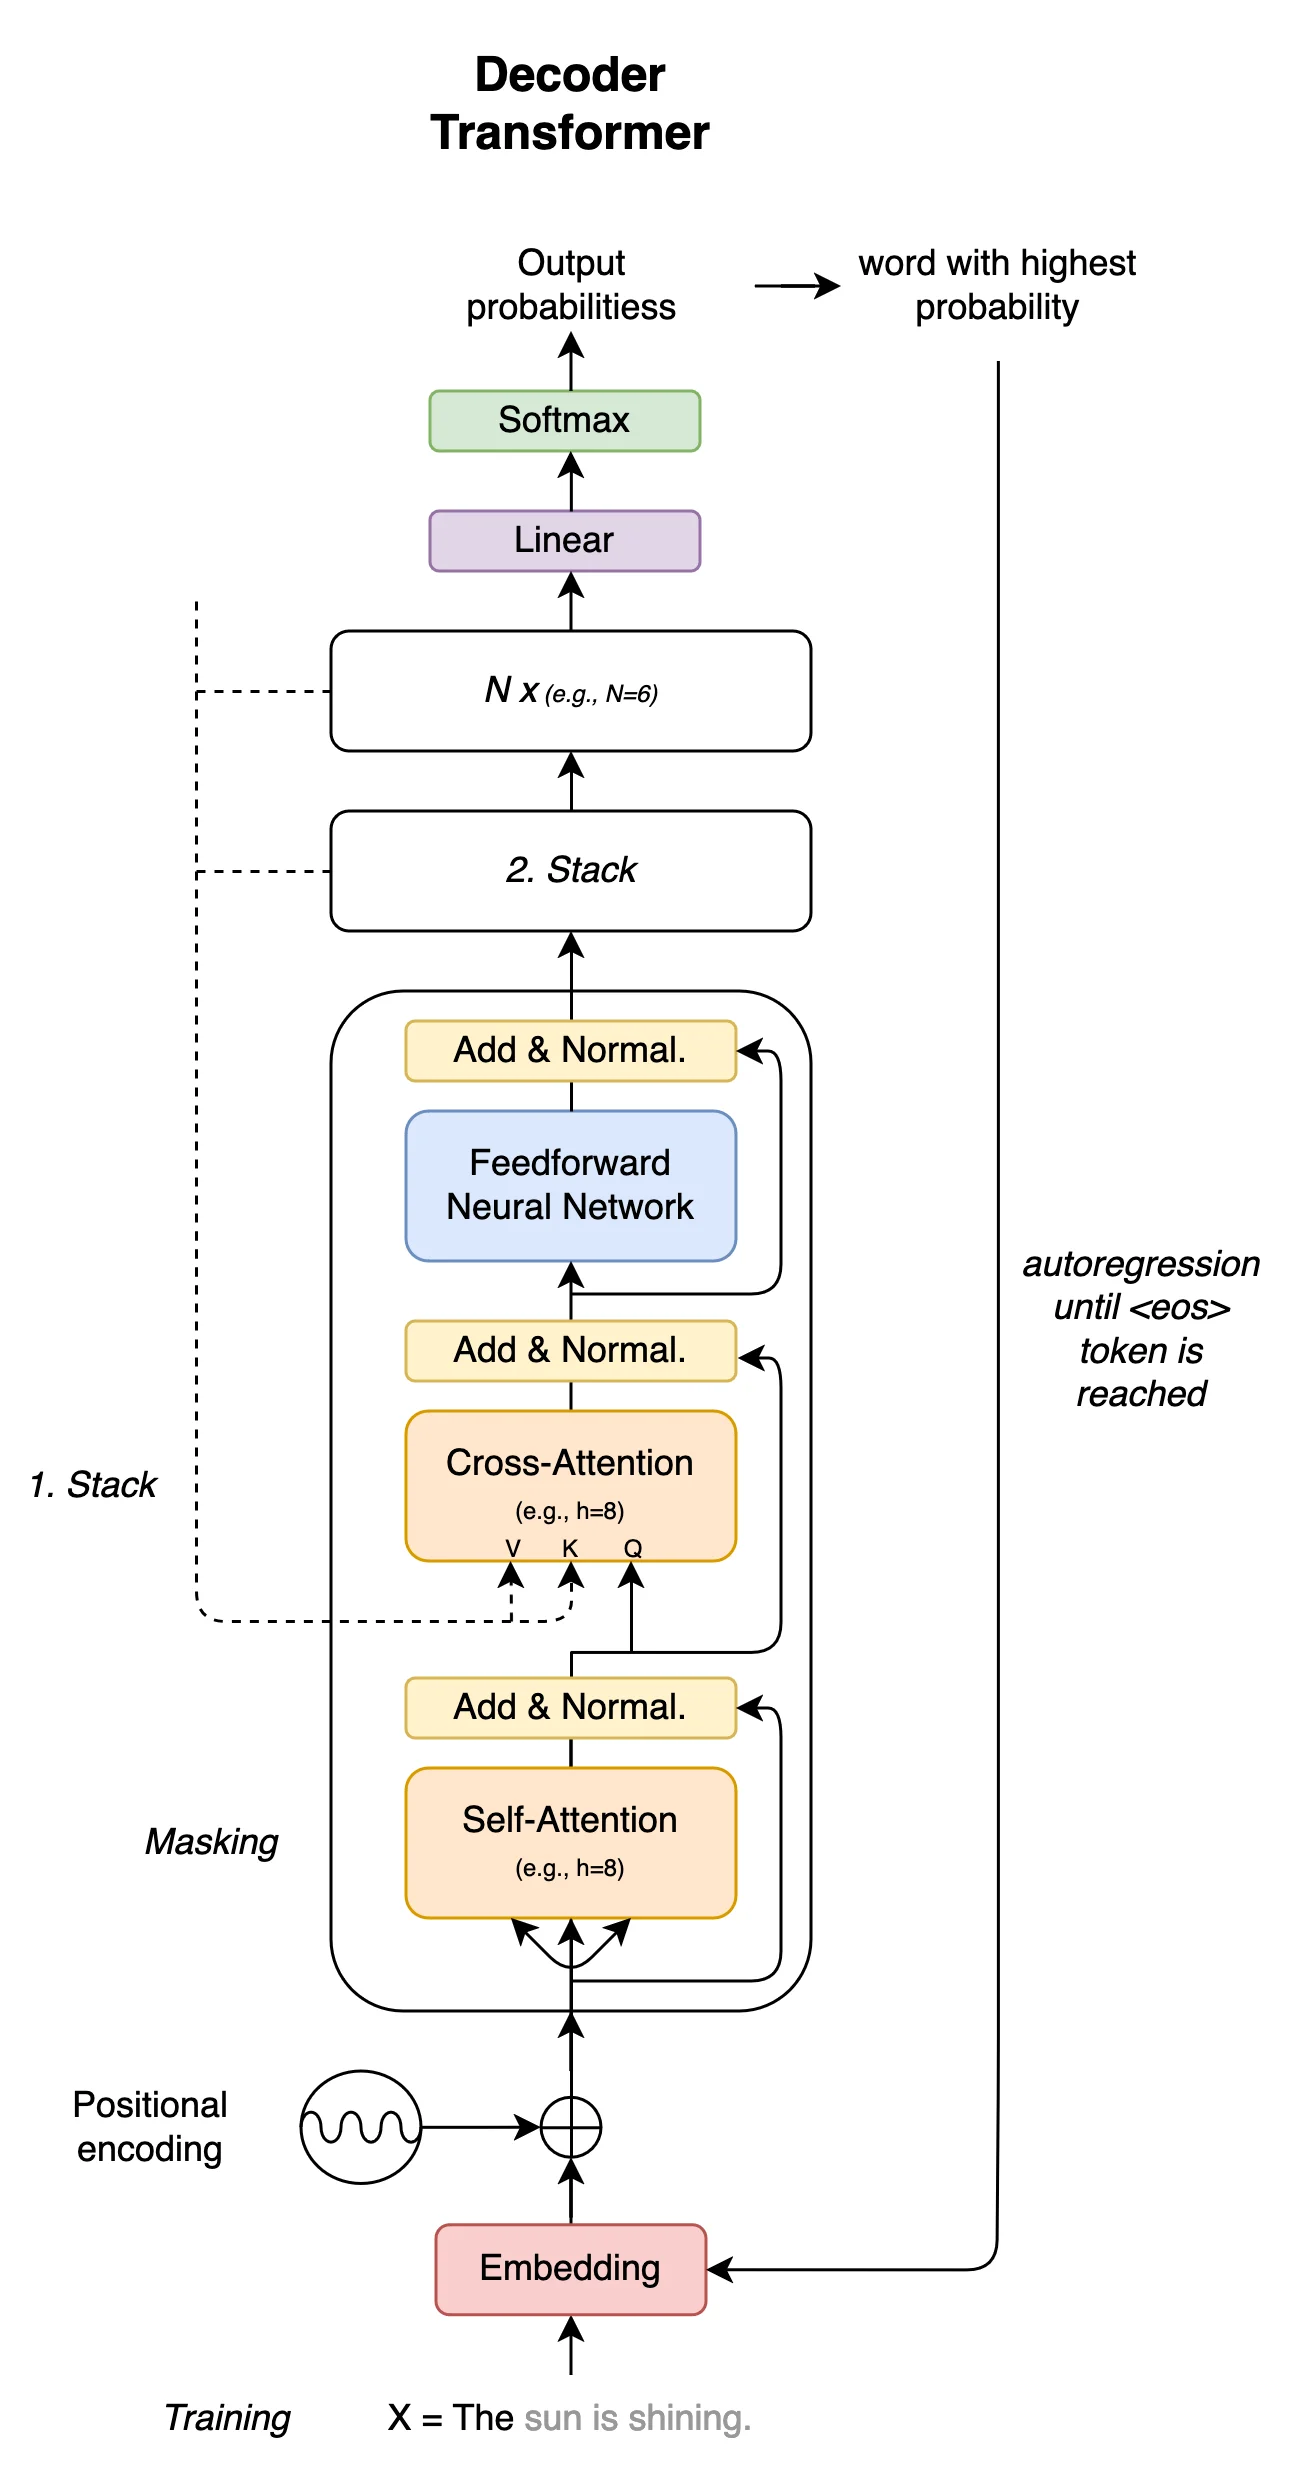 Decoder
Transformer
Output
probabilitiess
word with highest
probability
Softmax
Linear
N x (e.g., N=6)
2. Stack
Add & Normal.
Feedforward
Neural Network
autoregression
until <eos>
token is
reached
Add & Normal.
Cross-Attention
(e.g., h=8)
V K Q
1. Stack
Add & Normal.
Self-Attention
(e.g., h=8)
Masking
Positional
encoding
Embedding
Training
X = The sun is shining.